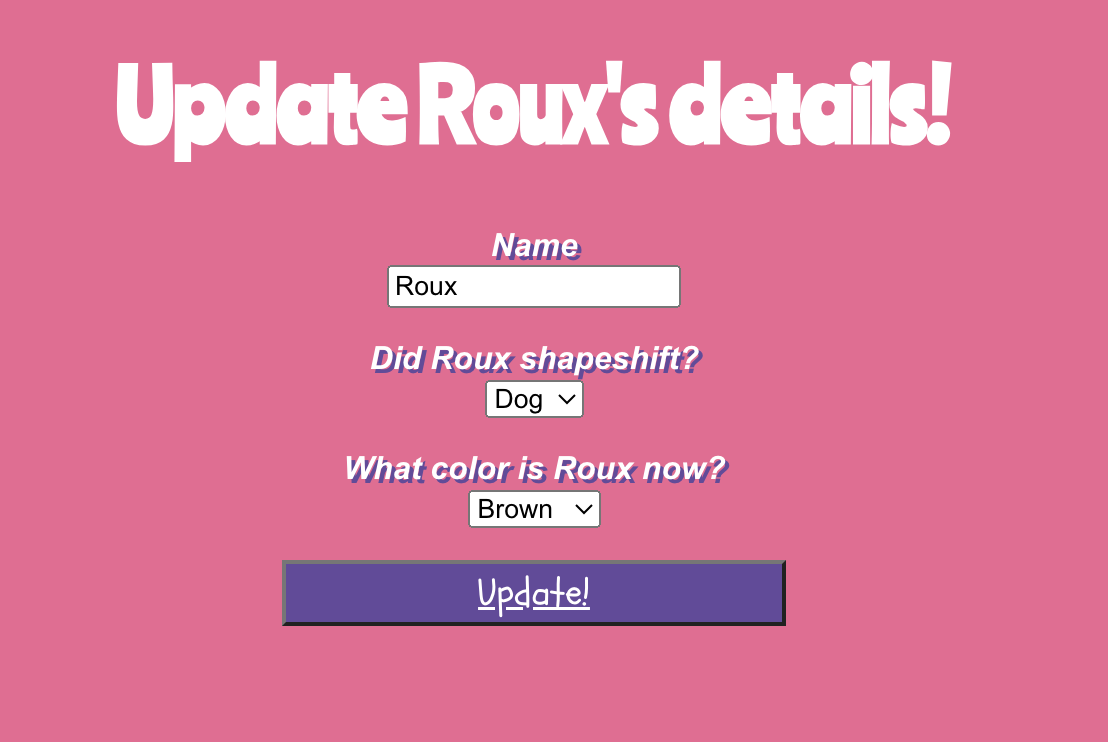 Update Roux's details!
Name
Roux
Did Roux shapeshift?
Dog
What color is Roux now?
Brown
Update!